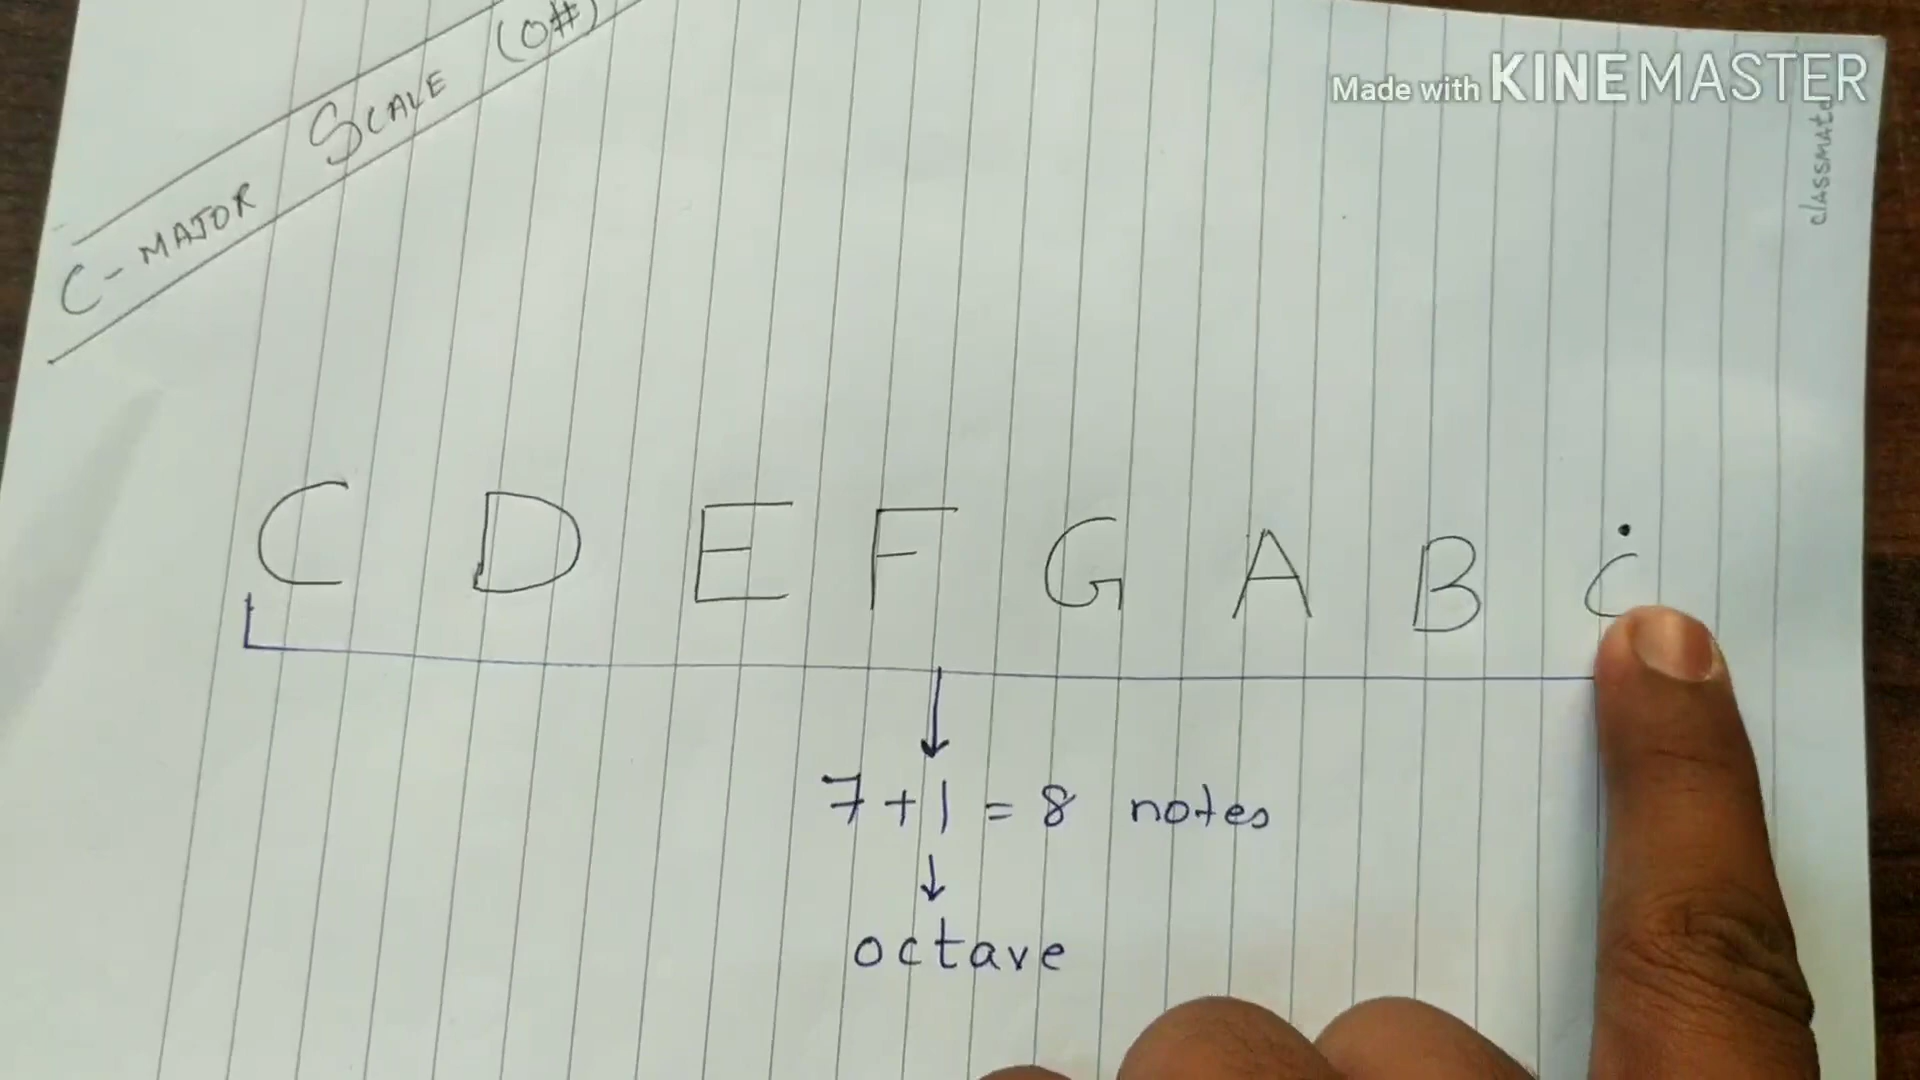 C - MAJOR SCALE (0#)
Made with KINEMASTER
classmate
C D E F G A B Ċ
7 + 1 = 8 notes
↓
octave